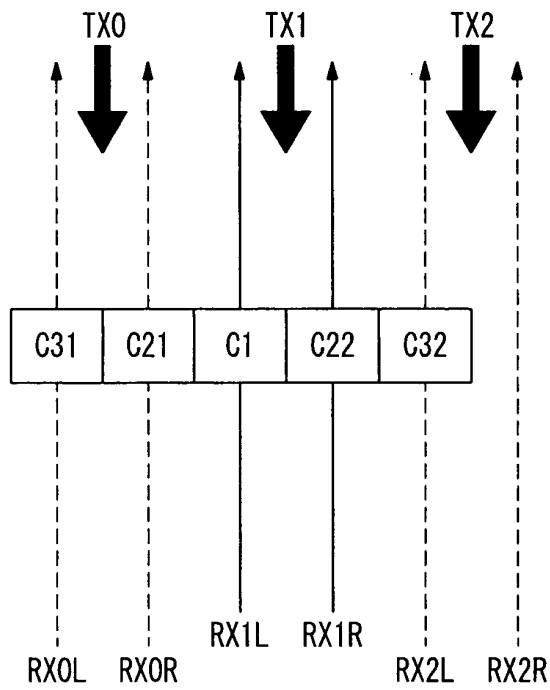 TX0 TX1 TX2
C31 C21 C1 C22 C32
RX1L RX1R
RX0L RX0R RX2L RX2R